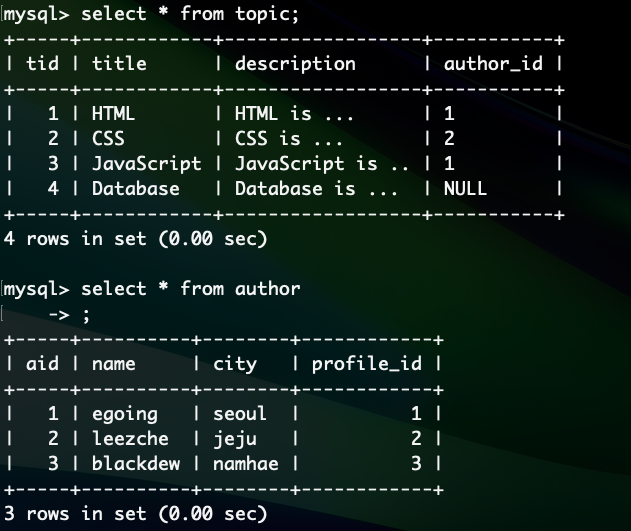 mysql> select * from topic;
+-----+------------+-----------------+-----------+
| tid | title      | description     | author_id |
+-----+------------+-----------------+-----------+
|   1 | HTML       | HTML is ...     | 1         |
|   2 | CSS        | CSS is ...      | 2         |
|   3 | JavaScript | JavaScript is .. | 1         |
|   4 | Database   | Database is ... | NULL      |
+-----+------------+-----------------+-----------+
4 rows in set (0.00 sec)

mysql> select * from author
    -> ;
+-----+----------+--------+------------+
| aid | name     | city   | profile_id |
+-----+----------+--------+------------+
|   1 | egoing   | seoul  |          1 |
|   2 | leezche  | jeju   |          2 |
|   3 | blackdew | namhae |          3 |
+-----+----------+--------+------------+
3 rows in set (0.00 sec)